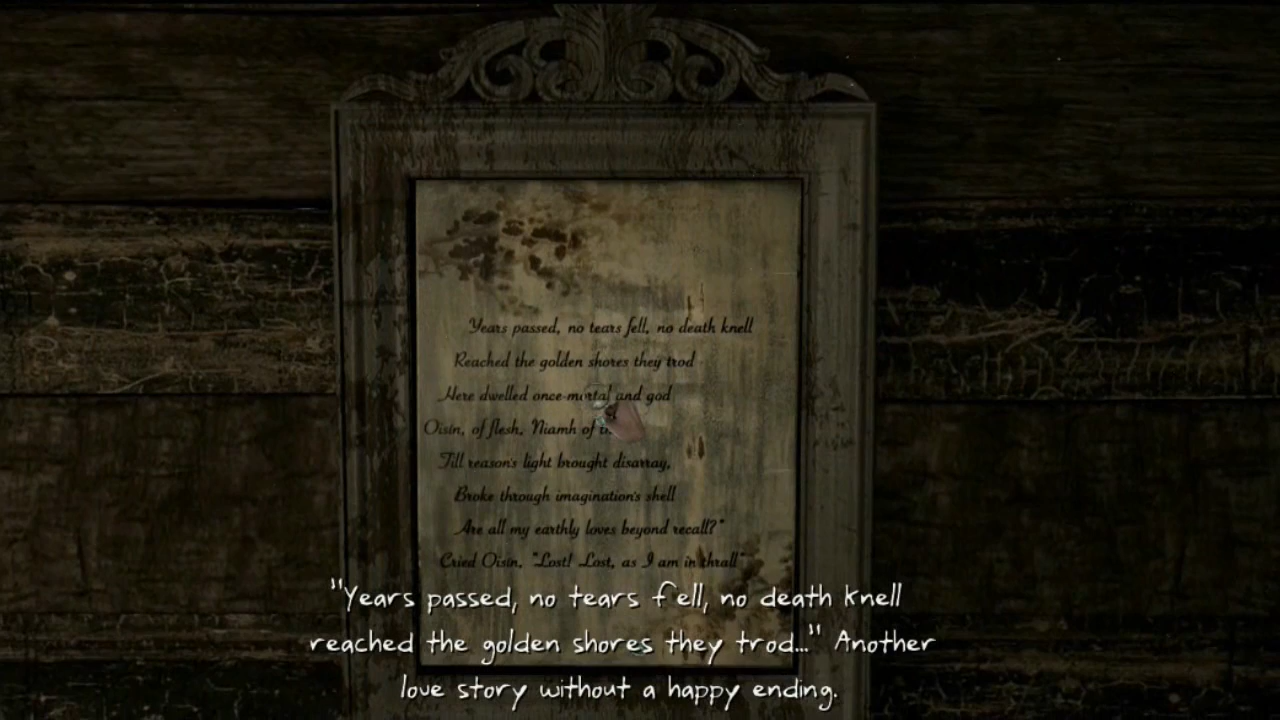 Years passed, no tears fell, no death knell
Reached the golden shores they trod
Here dwelled once mortal and god
Oisin, of flesh, Niamh of
Till reason's light brought disarray,
Broke through imagination's shell
Are all my earthly loves beyond recall?"
Cried Oisin, "Lost! Lost, as I am in thrall"
"Years passed, no tears fell, no death knell
reached the golden shores they trod..." Another
love story without a happy ending.